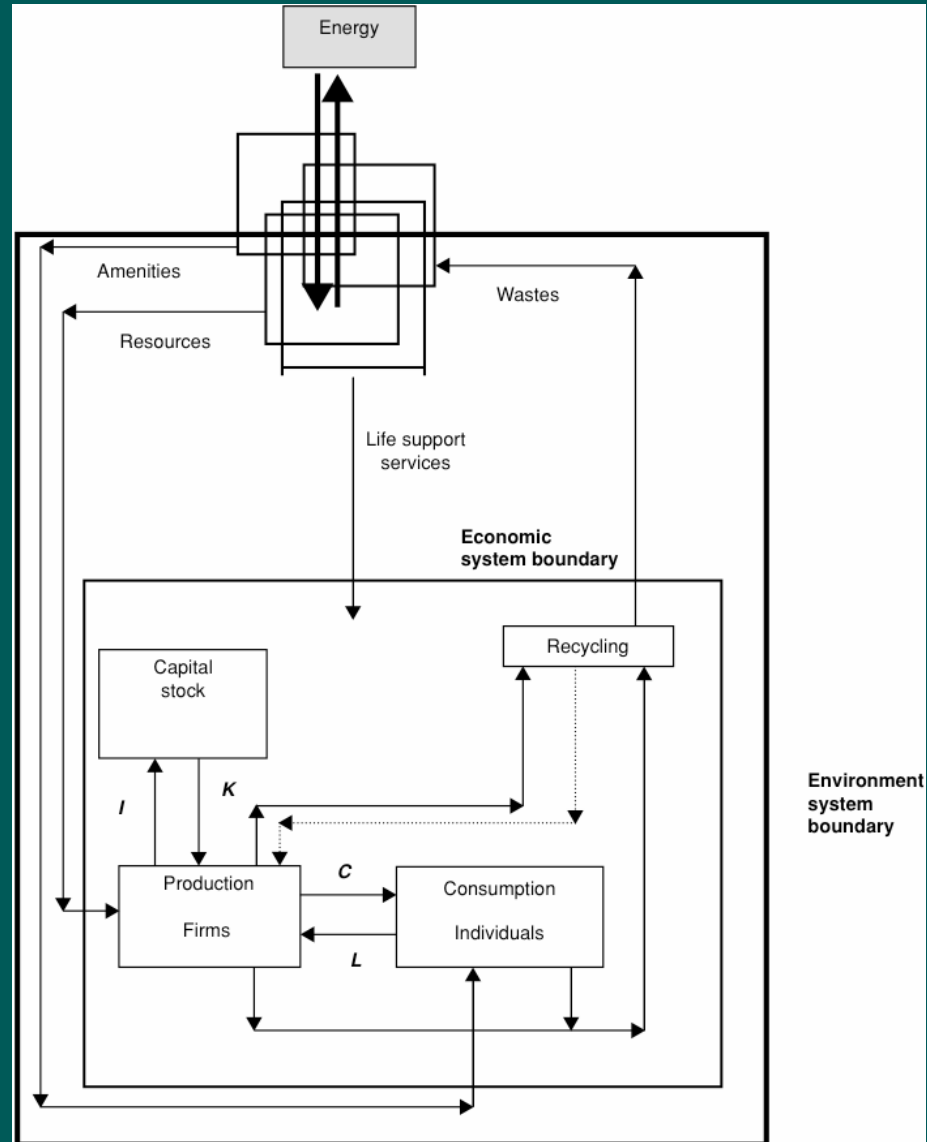 Energy
Amenities
Wastes
Resources
Life support
services
Economic
system boundary
Recycling
Capital
stock
Environment
system
boundary
I
K
Production
Firms
C
Consumption
Individuals
L